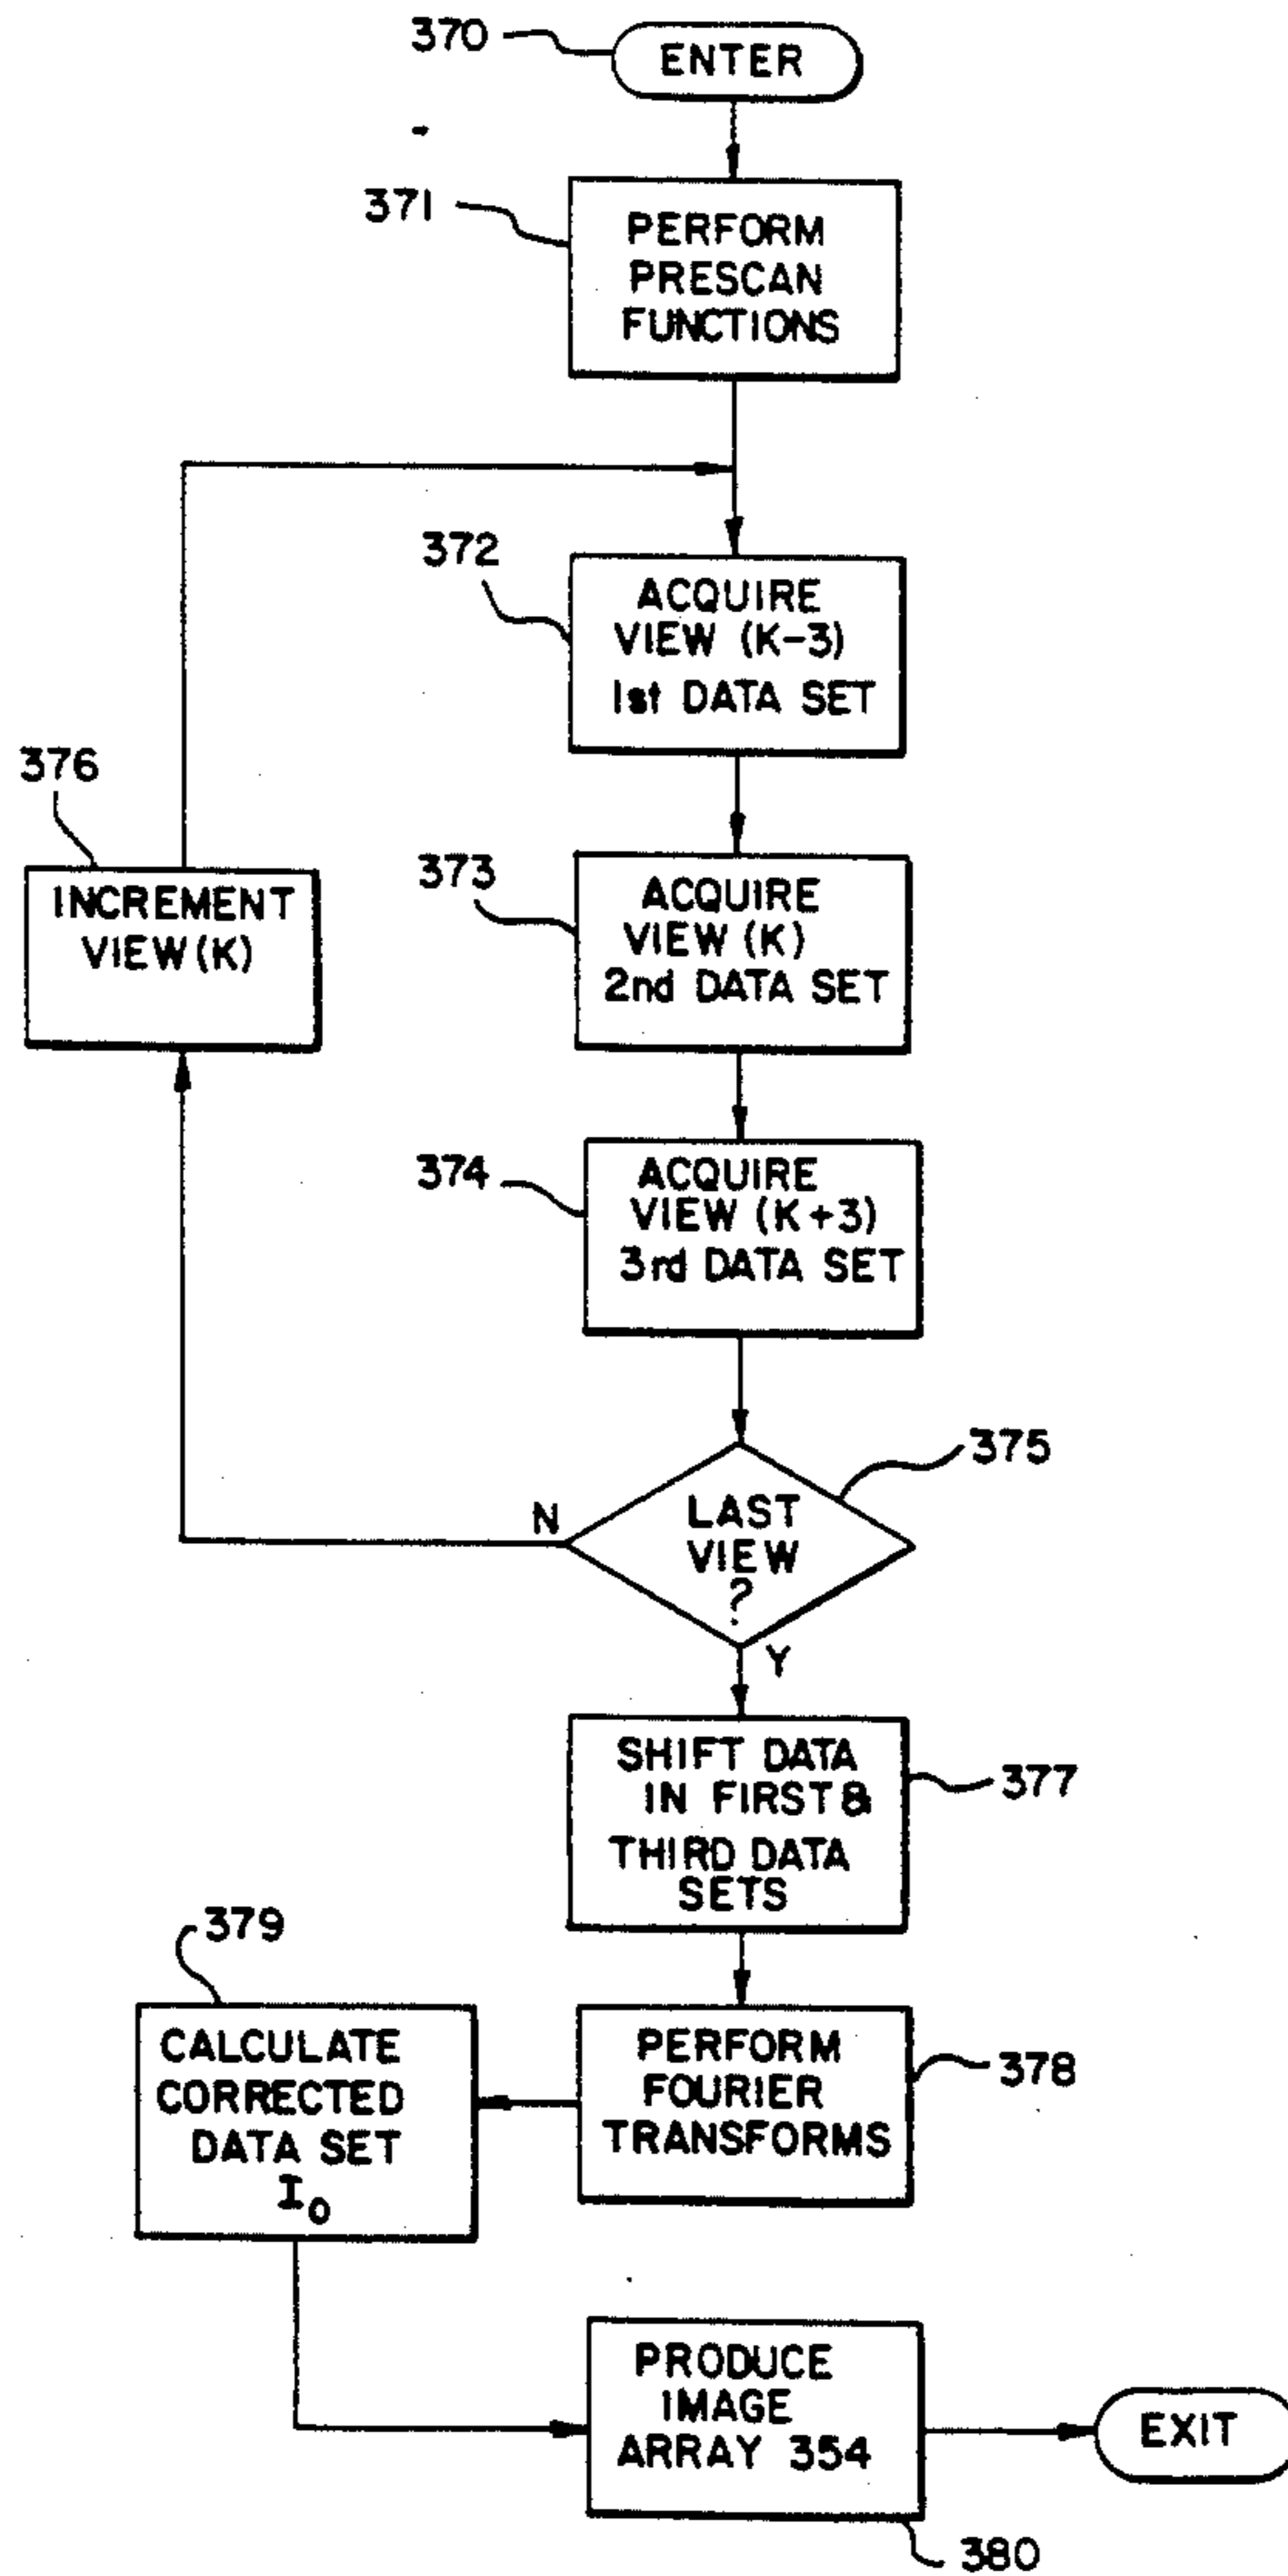 370
ENTER
371
PERFORM
PRESCAN
FUNCTIONS
372
ACQUIRE
VIEW (K-3)
1st DATA SET
376
INCREMENT
VIEW (K)
373
ACQUIRE
VIEW (K)
2nd DATA SET
374
ACQUIRE
VIEW (K+3)
3rd DATA SET
375
N
LAST
VIEW
?
Y
SHIFT DATA
IN FIRST &
THIRD DATA
SETS
377
379
CALCULATE
CORRECTED
DATA SET
I₀
PERFORM
FOURIER
TRANSFORMS
378
PRODUCE
IMAGE
ARRAY 354
EXIT
380